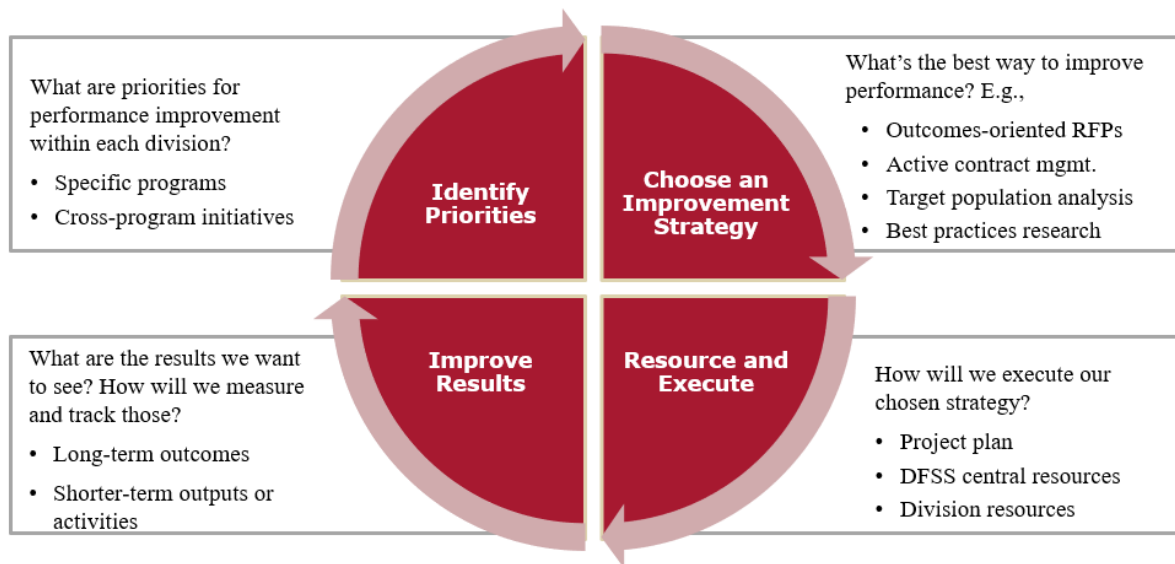 What are priorities for
performance improvement
within each division?
• Specific programs
• Cross-program initiatives
Identify
Priorities
Choose an
Improvement
Strategy
What's the best way to improve
performance? E.g.,
• Outcomes-oriented RFPs
• Active contract mgmt.
• Target population analysis
• Best practices research
What are the results we want
to see? How will we measure
and track those?
• Long-term outcomes
• Shorter-term outputs or
activities
Improve
Results
Resource and
Execute
How will we execute our
chosen strategy?
• Project plan
• DFSS central resources
• Division resources